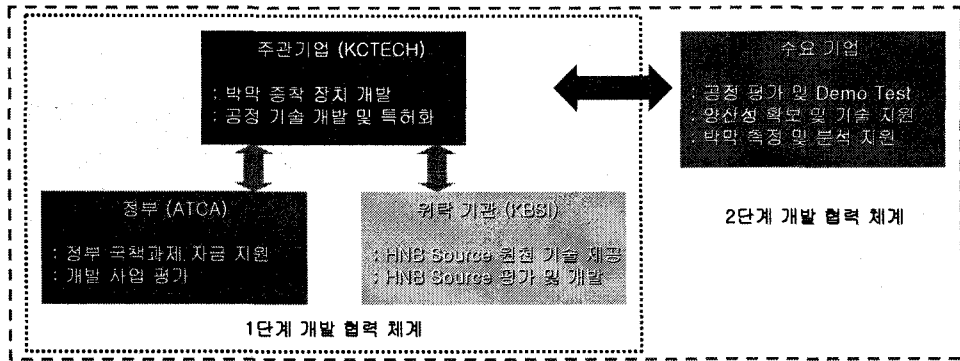 주관기업 (KCTECH)
: 박막 증착 장치 개발
: 공정 기술 개발 및 특허화
수요 기업
: 공정 평가 및 Demo Test
: 양산성 확보 및 기술 지원
: 박막 측정 및 분석 지원
정부 (ATCA)
: 정부 국책과제 자금 지원
: 개발 사업 평가
위탁 기관 (KBSI)
: HNB Source 원천 기술 제공
: HNB Source 평가 및 개발
2단계 개발 협력 체계
1단계 개발 협력 체계